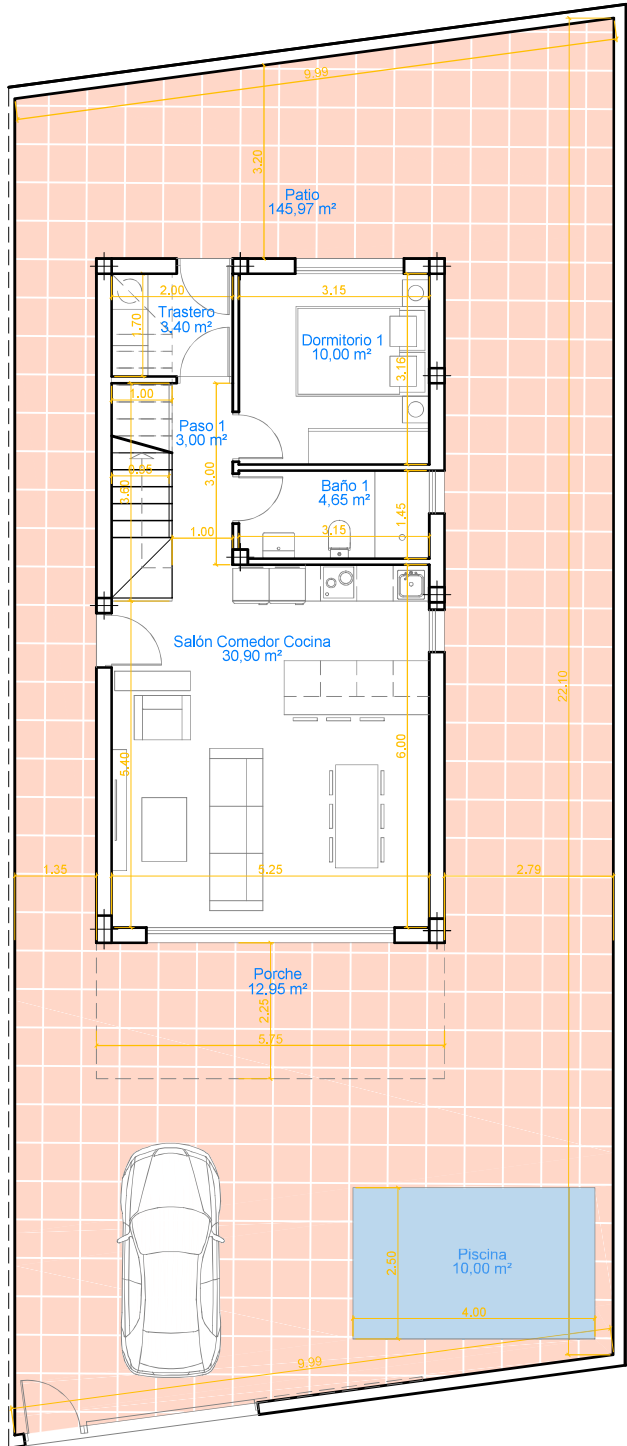 9.99
3.20
Patio
145,97 m²
2.00
3.15
Trastero
3,40 m²
1.70
Dormitorio 1
10,00 m²
3.16
1.00
Paso 1
3,00 m²
3.00
0.95
3.60
Baño 1
4,65 m²
1.45
1.00
3.15
Salón Comedor Cocina
30,90 m²
22.10
5.40
6.00
1.35
5.25
2.79
Porche
12,95 m²
2.25
5.75
Piscina
10,00 m²
2.50
4.00
9.99